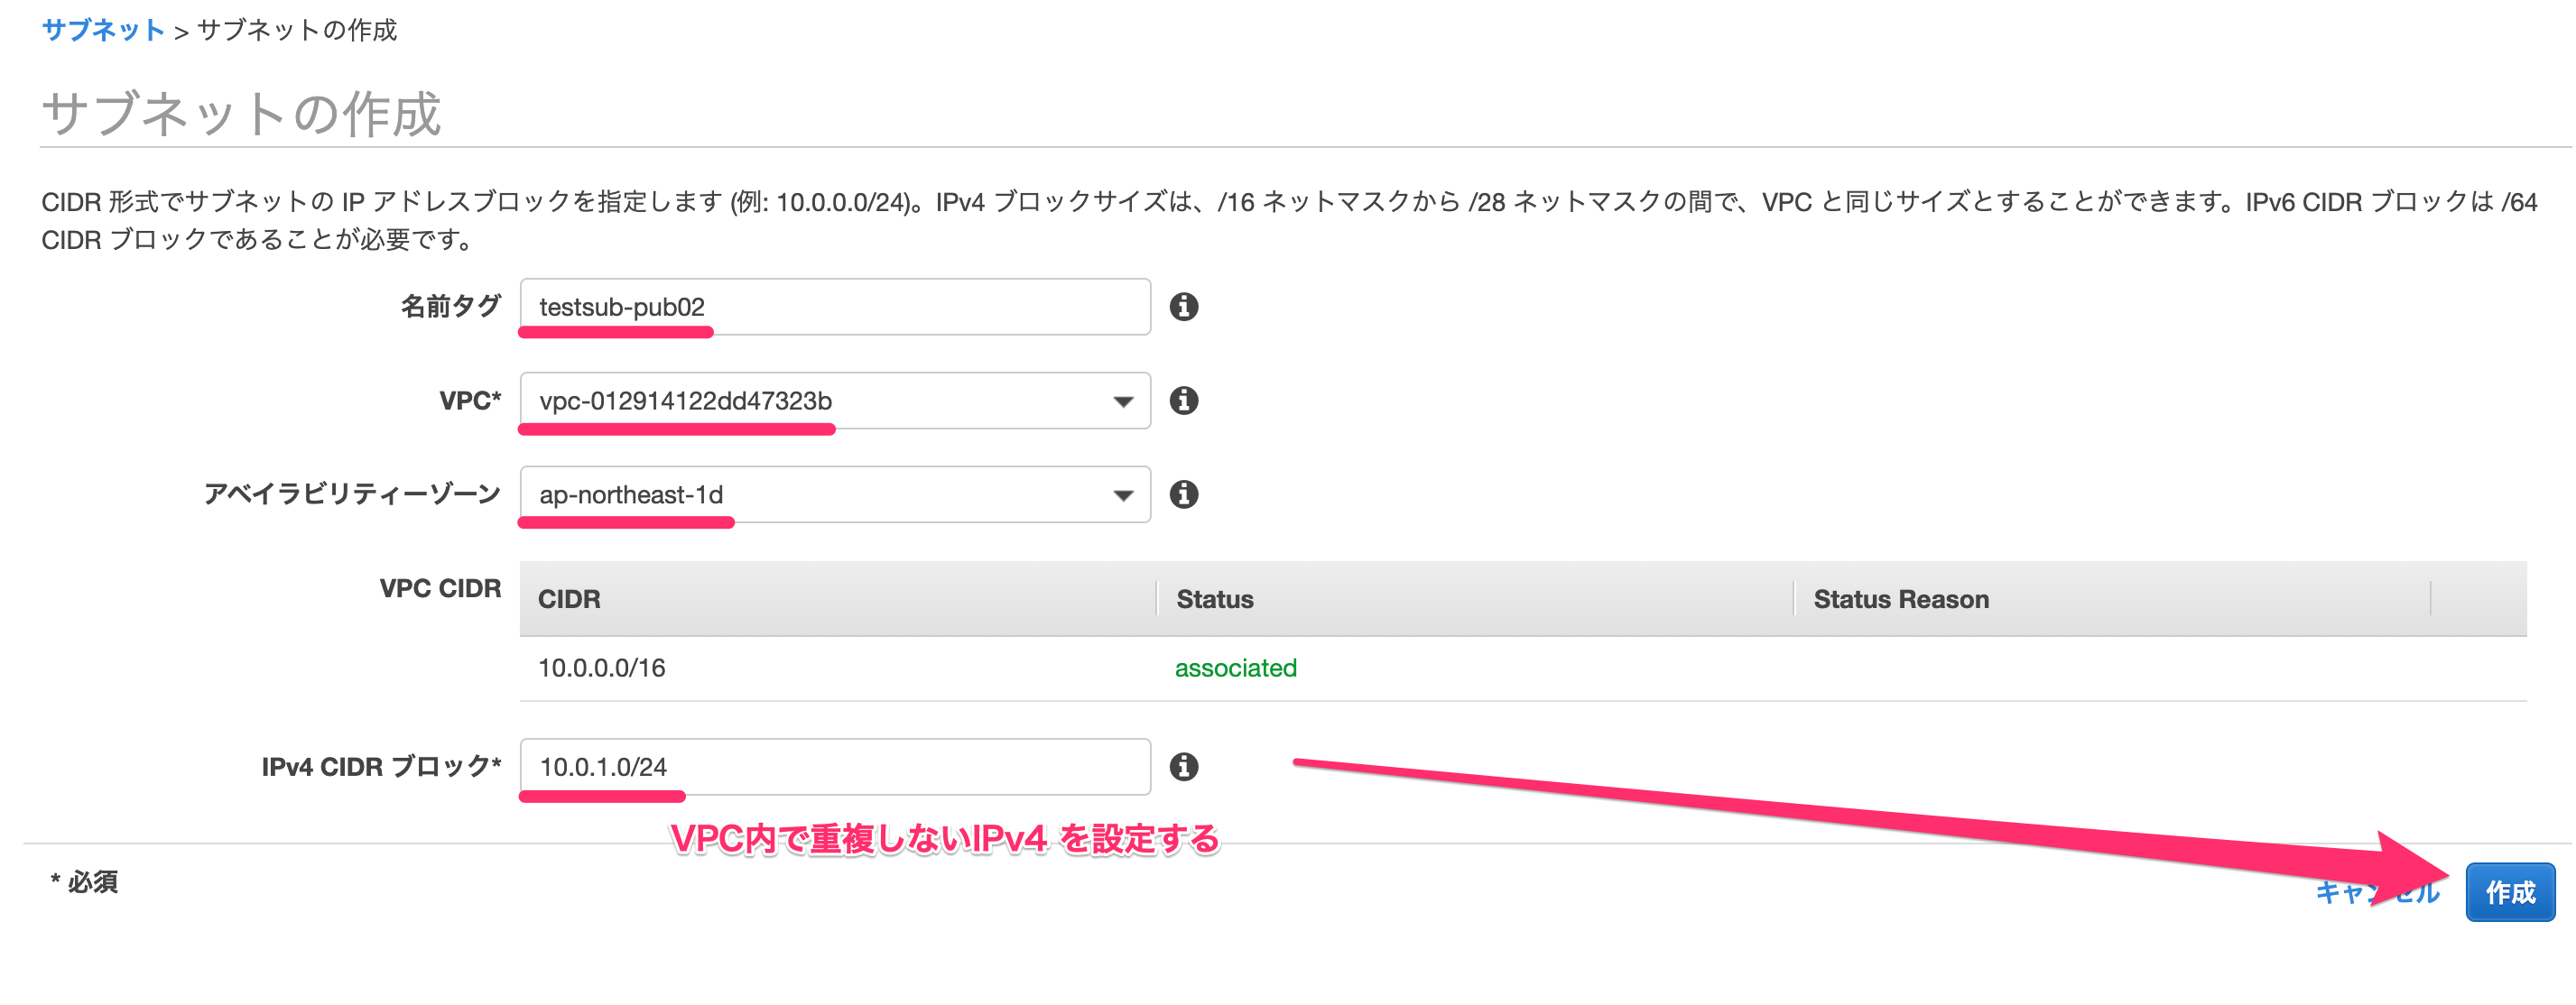 サブネット > サブネットの作成
サブネットの作成
CIDR 形式でサブネットの IP アドレスブロックを指定します (例: 10.0.0.0/24)。IPv4 ブロックサイズは、/16 ネットマスクから /28 ネットマスクの間で、VPC と同じサイズとすることができます。IPv6 CIDR ブロックは /64
CIDR ブロックであることが必要です。
名前タグ testsub-pub02
VPC* vpc-012914122dd47323b
アベイラビリティーゾーン ap-northeast-1d
VPC CIDR CIDR Status Status Reason
10.0.0.0/16 associated
IPv4 CIDR ブロック* 10.0.1.0/24
VPC内で重複しないIPv4 を設定する
* 必須
キャンセル 作成